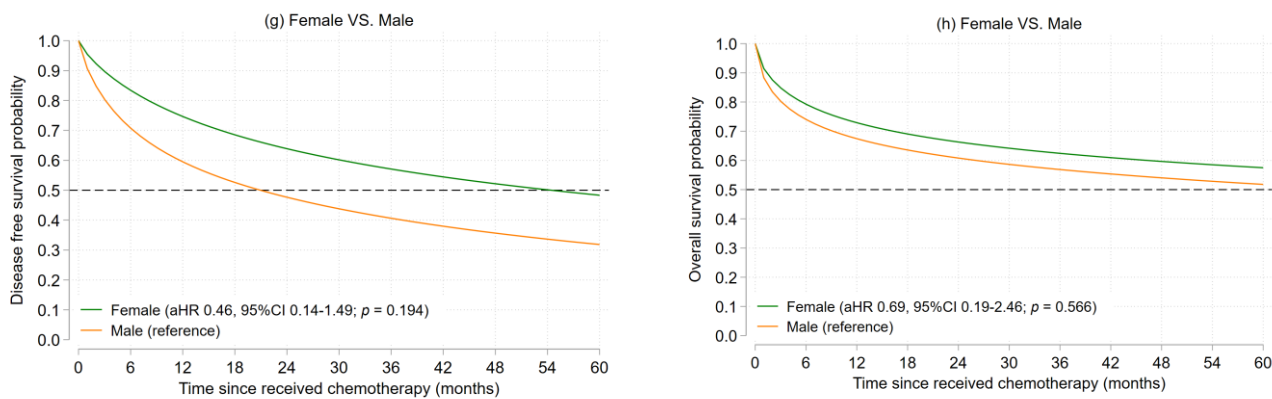 (g) Female VS. Male
Disease free survival probability
1.0
0.9
0.8
0.7
0.6
0.5
0.4
0.3
0.2
0.1
0.0
Female (aHR 0.46, 95%CI 0.14-1.49; p = 0.194)
Male (reference)
0 6 12 18 24 30 36 42 48 54 60
Time since received chemotherapy (months)
(h) Female VS. Male
Overall survival probability
1.0
0.9
0.8
0.7
0.6
0.5
0.4
0.3
0.2
0.1
0.0
Female (aHR 0.69, 95%CI 0.19-2.46; p = 0.566)
Male (reference)
0 6 12 18 24 30 36 42 48 54 60
Time since received chemotherapy (months)